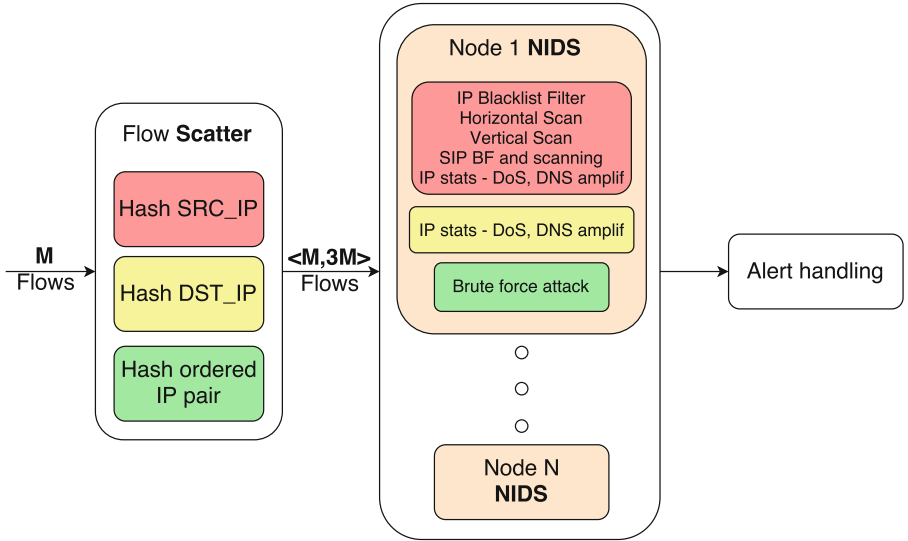 M
Flows
Flow Scatter
Hash SRC_IP
Hash DST_IP
Hash ordered
IP pair
<M,3M>
Flows
Node 1 NIDS
IP Blacklist Filter
Horizontal Scan
Vertical Scan
SIP BF and scanning
IP stats - DoS, DNS amplif
IP stats - DoS, DNS amplif
Brute force attack
Node N
NIDS
Alert handling